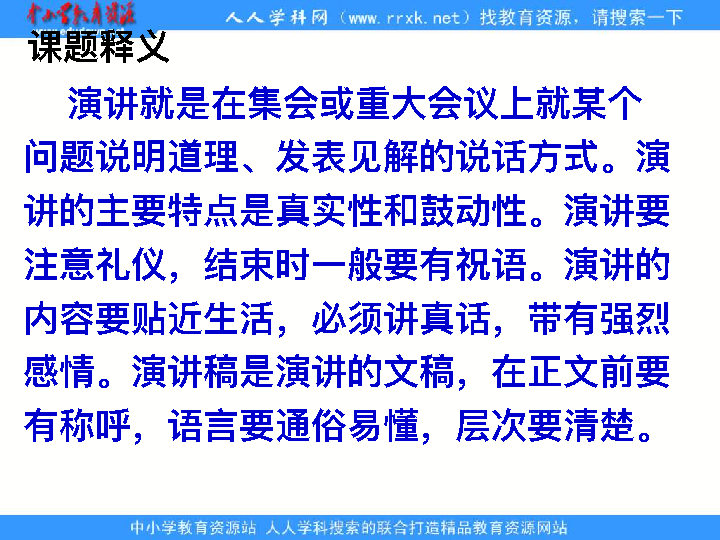 中小学教育资源
人人学科网（www.rrxk.net）找教育资源，请搜索一下
课题释义
演讲就是在集会或重大会议上就某个
问题说明道理、发表见解的说话方式。演
讲的主要特点是真实性和鼓动性。演讲要
注意礼仪，结束时一般要有祝语。演讲的
内容要贴近生活，必须讲真话，带有强烈
感情。演讲稿是演讲的文稿，在正文前要
有称呼，语言要通俗易懂，层次要清楚。
中小学教育资源站 人人学科搜索的联合打造精品教育资源网站